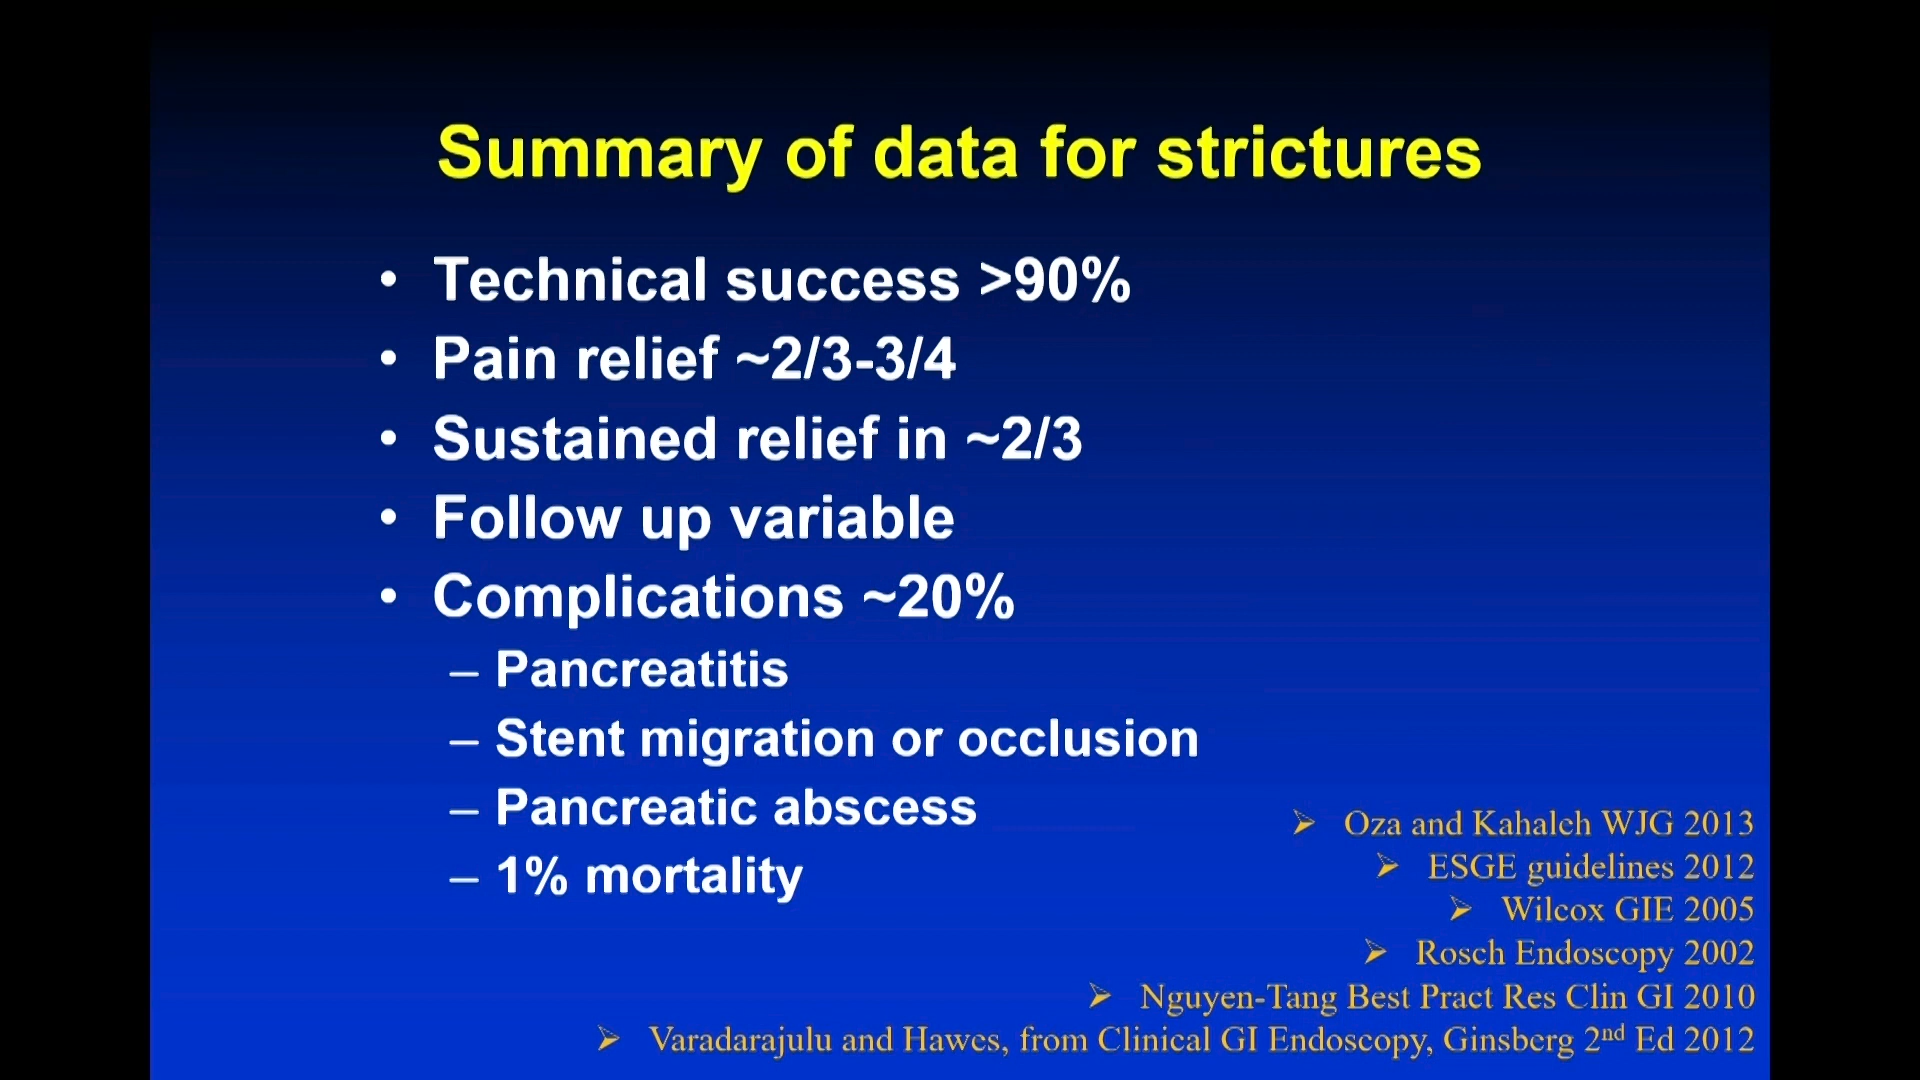 Summary of data for strictures
• Technical success >90%
• Pain relief ~2/3-3/4
• Sustained relief in ~2/3
• Follow up variable
• Complications ~20%
– Pancreatitis
– Stent migration or occlusion
– Pancreatic abscess
– 1% mortality
➢ Oza and Kahaleh WJG 2013
➢ ESGE guidelines 2012
➢ Wilcox GIE 2005
➢ Rosch Endoscopy 2002
➢ Nguyen-Tang Best Pract Res Clin GI 2010
➢ Varadarajulu and Hawes, from Clinical GI Endoscopy, Ginsberg 2nd Ed 2012